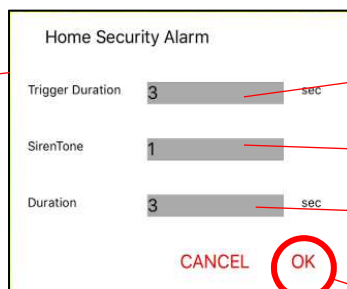 Home Security Alarm
Trigger Duration 3 sec
SirenTone 1
Duration 3 sec
CANCEL OK